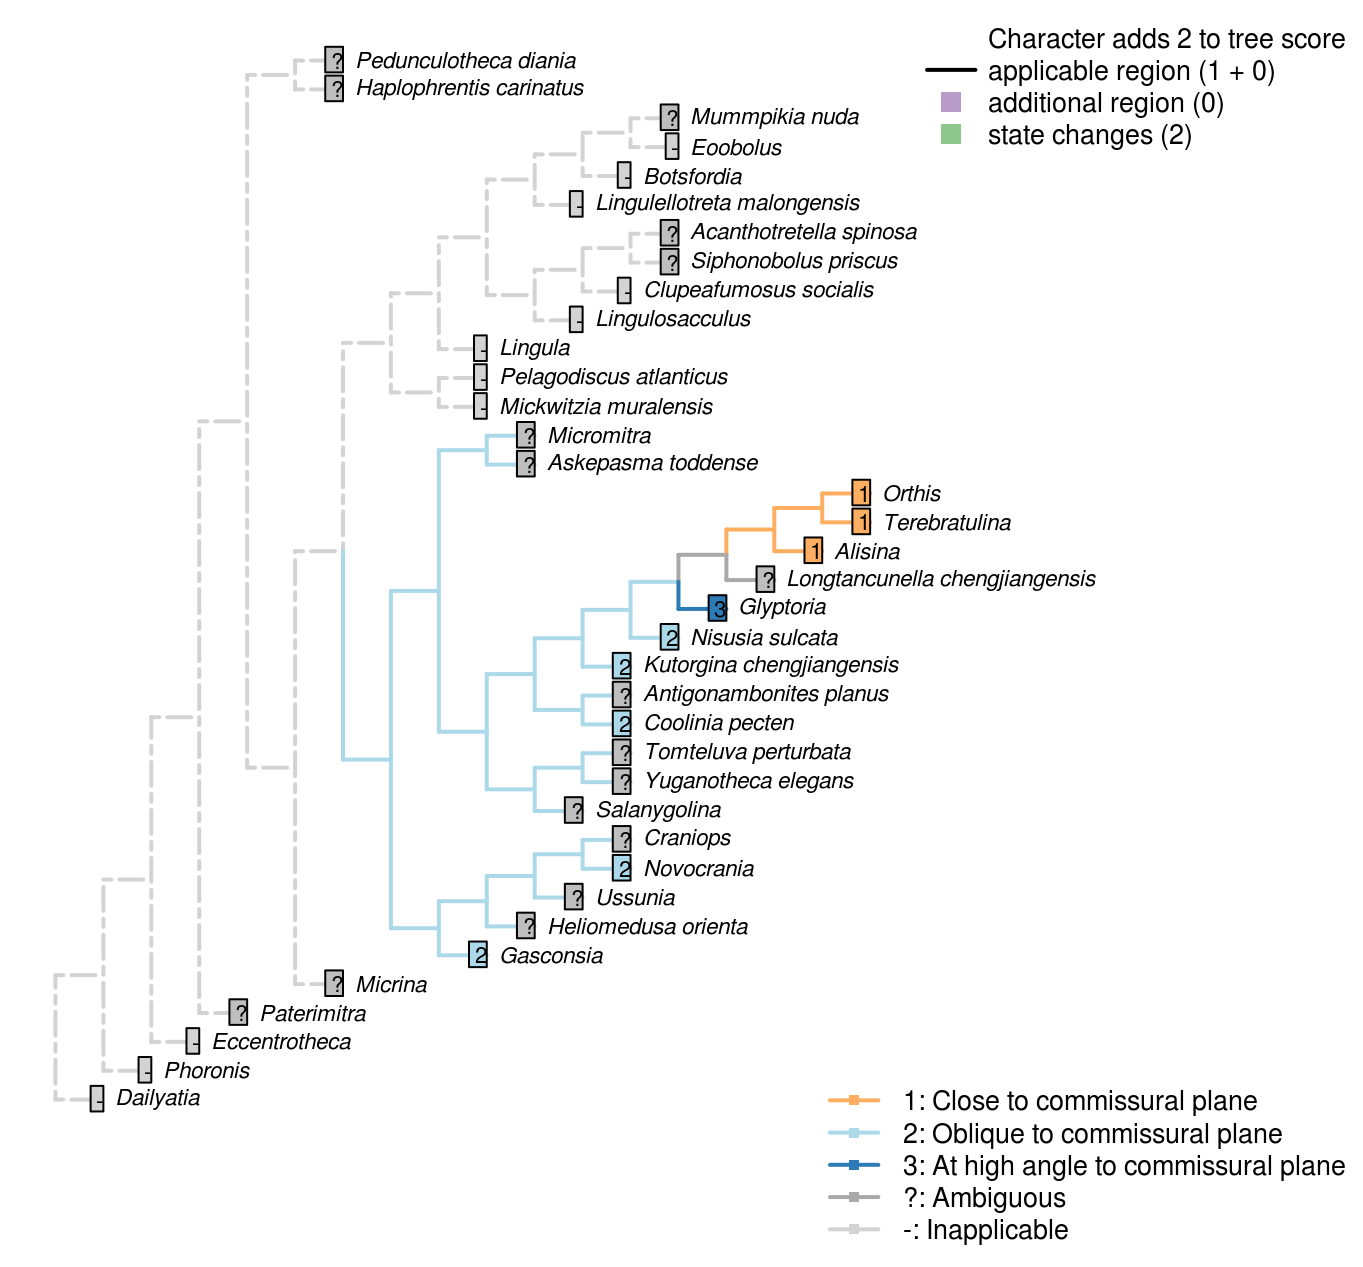 Character adds 2 to tree score
applicable region (1 + 0)
additional region (0)
state changes (2)
? Pedunculotheca diania
? Haplophrentis carinatus
? Mummpikia nuda
- Eoobolus
- Botsfordia
- Lingulellotreta malongensis
? Acanthotretella spinosa
? Siphonobolus priscus
- Clupeafumosus socialis
- Lingulosacculus
- Lingula
- Pelagodiscus atlanticus
- Mickwitzia muralensis
? Micromitra
? Askepasma toddense
1 Orthis
1 Terebratulina
1 Alisina
? Longtancunella chengjiangensis
3 Glyptoria
2 Nisusia sulcata
2 Kutorgina chengjiangensis
? Antigonambonites planus
2 Coolinia pecten
? Tomteluva perturbata
? Yuganotheca elegans
? Salanygolina
? Craniops
2 Novocrania
? Ussunia
? Heliomedusa orienta
2 Gasconsia
? Micrina
? Paterimitra
- Eccentrotheca
- Phoronis
- Dailyatia
1: Close to commissural plane
2: Oblique to commissural plane
3: At high angle to commissural plane
?: Ambiguous
-: Inapplicable